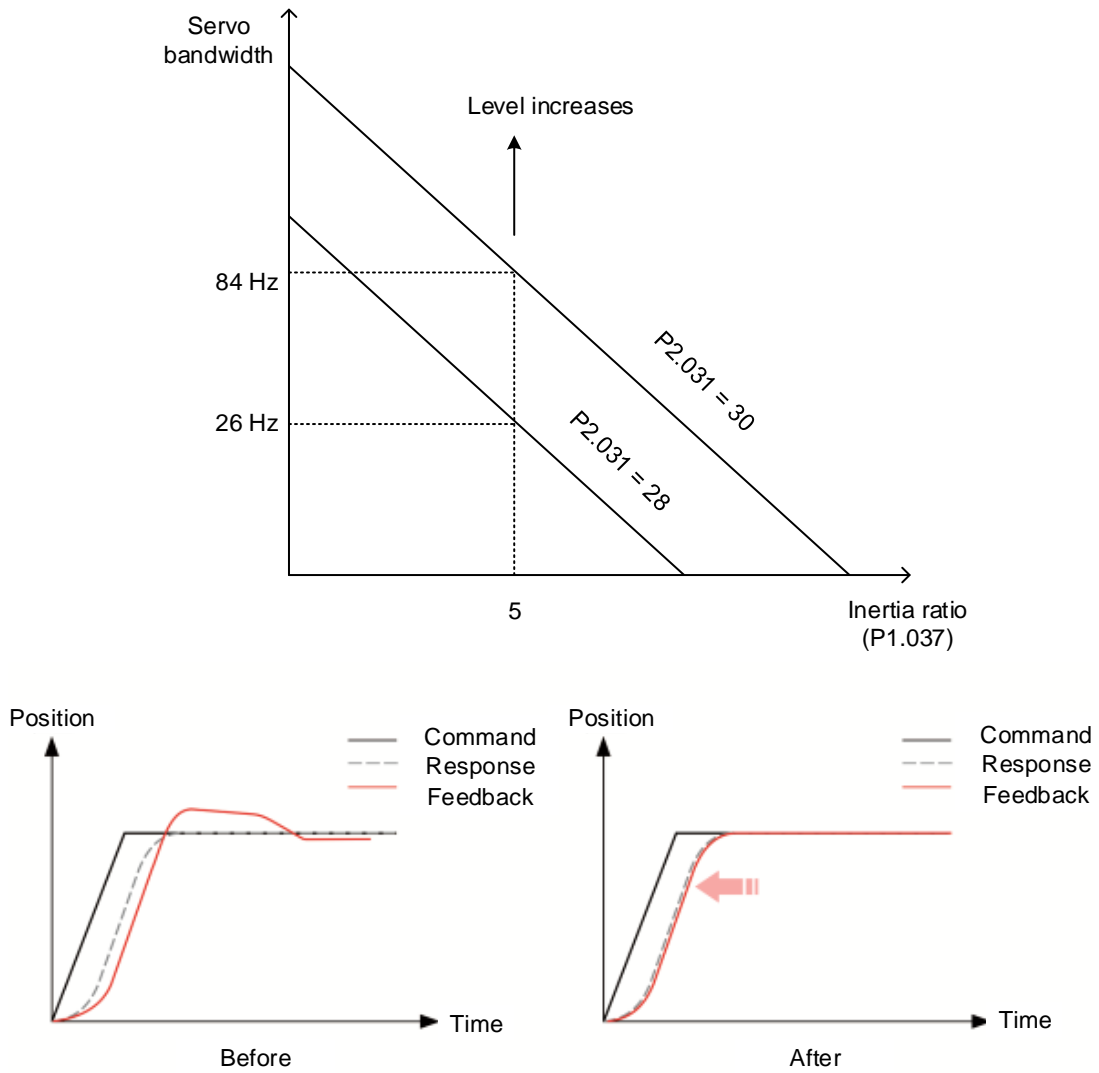 Servo
bandwidth
Level increases
84 Hz
P2.031 = 30
26 Hz
P2.031 = 28
5
Inertia ratio
(P1.037)
Position
Command
Response
Feedback
Time
Before
Position
Command
Response
Feedback
Time
After